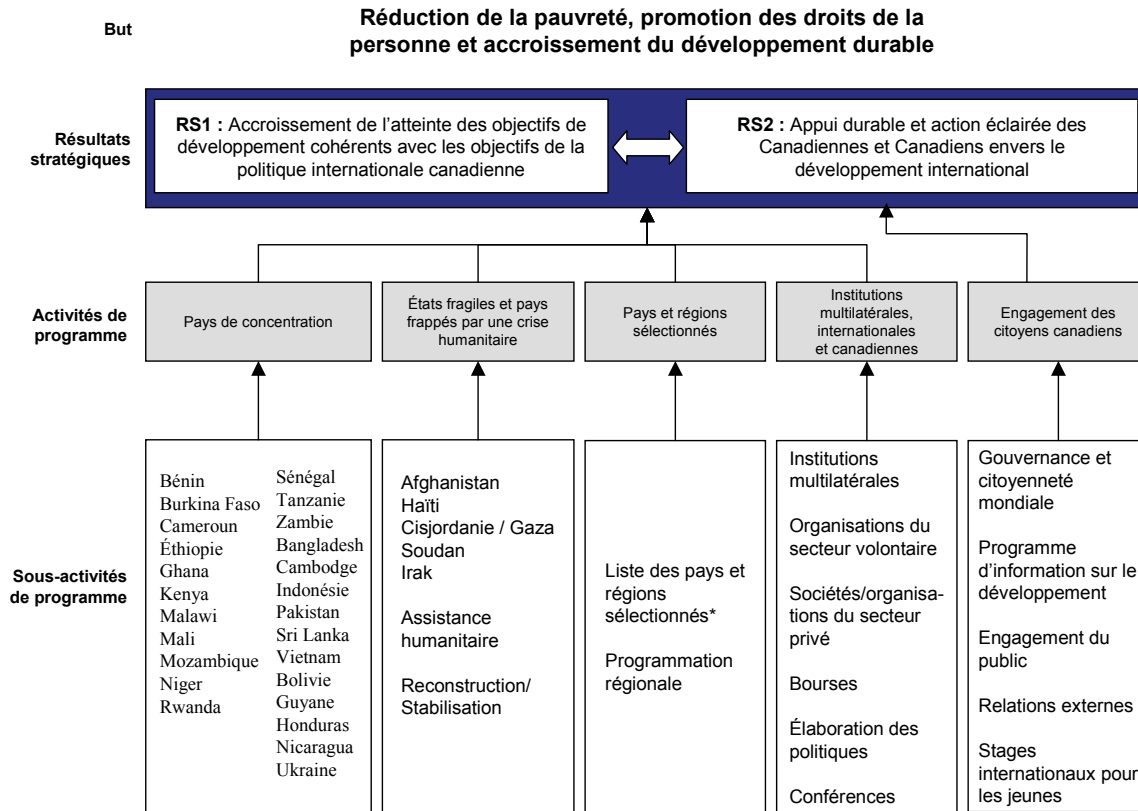 But
Réduction de la pauvreté, promotion des droits de la
personne et accroissement du développement durable
Résultats
stratégiques
RS1 : Accroissement de l'atteinte des objectifs de
développement cohérents avec les objectifs de la
politique internationale canadienne
RS2 : Appui durable et action éclairée des
Canadiennes et Canadiens envers le
développement international
Activités de
programme
Pays de concentration
États fragiles et pays
frappés par une crise
humanitaire
Pays et régions
sélectionnés
Institutions
multilatérales,
internationales
et canadiennes
Engagement des
citoyens canadiens
Sous-activités
de programme
Bénin
Burkina Faso
Cameroun
Éthiopie
Ghana
Kenya
Malawi
Mali
Mozambique
Niger
Rwanda
Sénégal
Tanzanie
Zambie
Bangladesh
Cambodge
Indonésie
Pakistan
Sri Lanka
Vietnam
Bolivie
Guyane
Honduras
Nicaragua
Ukraine
Afghanistan
Haïti
Cisjordanie / Gaza
Soudan
Irak
Assistance
humanitaire
Reconstruction/
Stabilisation
Liste des pays et
régions
sélectionnés*
Programmation
régionale
Institutions
multilatérales
Organisations du
secteur volontaire
Sociétés/organisa-
tions du secteur
privé
Bourses
Élaboration des
politiques
Conférences
Gouvernance et
citoyenneté
mondiale
Programme
d'information sur le
développement
Engagement du
public
Relations externes
Stages
internationaux pour
les jeunes